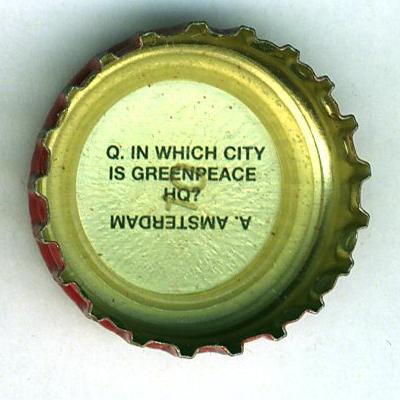 Q. IN WHICH CITY
IS GREENPEACE
HQ?
A. AMSTERDAM